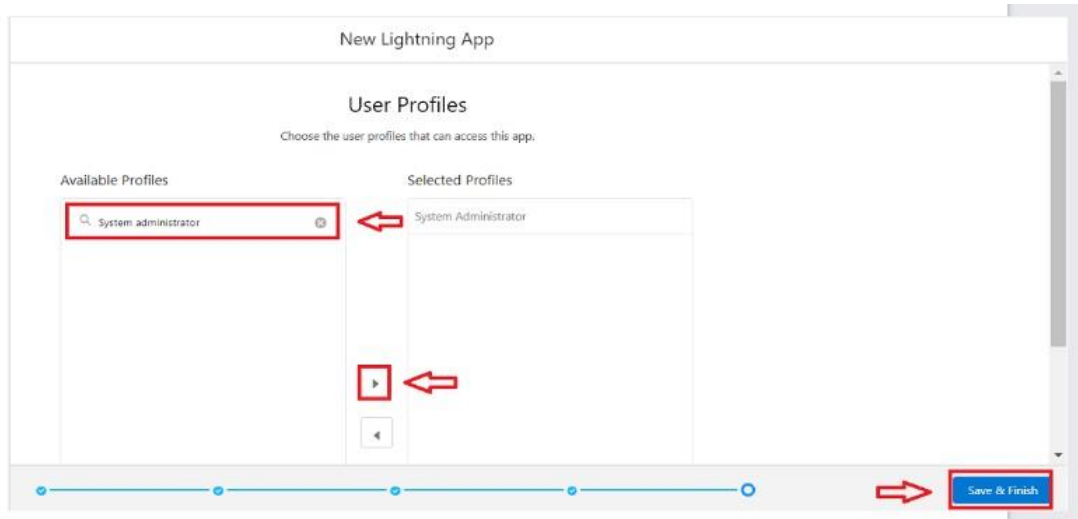 New Lightning App
User Profiles
Choose the user profiles that can access this app.
Available Profiles
Selected Profiles
System administrator
System Administrator
Save & Finish